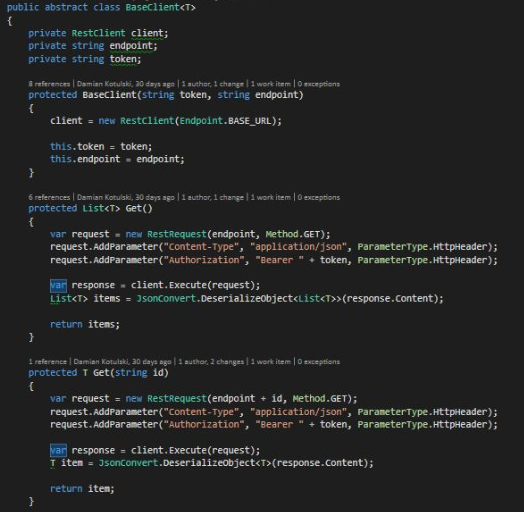 public abstract class BaseClient<T>
{
private RestClient client;
private string endpoint;
private string token;
8 references | Damian Kotulski, 30 days ago | 1 author, 1 change | 1 work item | 0 exceptions
protected BaseClient(string token, string endpoint)
{
client = new RestClient(Endpoint.BASE_URL);
this.token = token;
this.endpoint = endpoint;
}
6 references | Damian Kotulski, 30 days ago | 1 author, 1 change | 1 work item | 0 exceptions
protected List<T> Get()
{
var request = new RestRequest(endpoint, Method.GET);
request.AddParameter("Content-Type", "application/json", ParameterType.HttpHeader);
request.AddParameter("Authorization", "Bearer " + token, ParameterType.HttpHeader);
var response = client.Execute(request);
List<T> items = JsonConvert.DeserializeObject<List<T>>(response.Content);
return items;
}
1 reference | Damian Kotulski, 30 days ago | 1 author, 2 changes | 1 work item | 0 exceptions
protected T Get(string id)
{
var request = new RestRequest(endpoint + id, Method.GET);
request.AddParameter("Content-Type", "application/json", ParameterType.HttpHeader);
request.AddParameter("Authorization", "Bearer " + token, ParameterType.HttpHeader);
var response = client.Execute(request);
T item = JsonConvert.DeserializeObject<T>(response.Content);
return item;
}